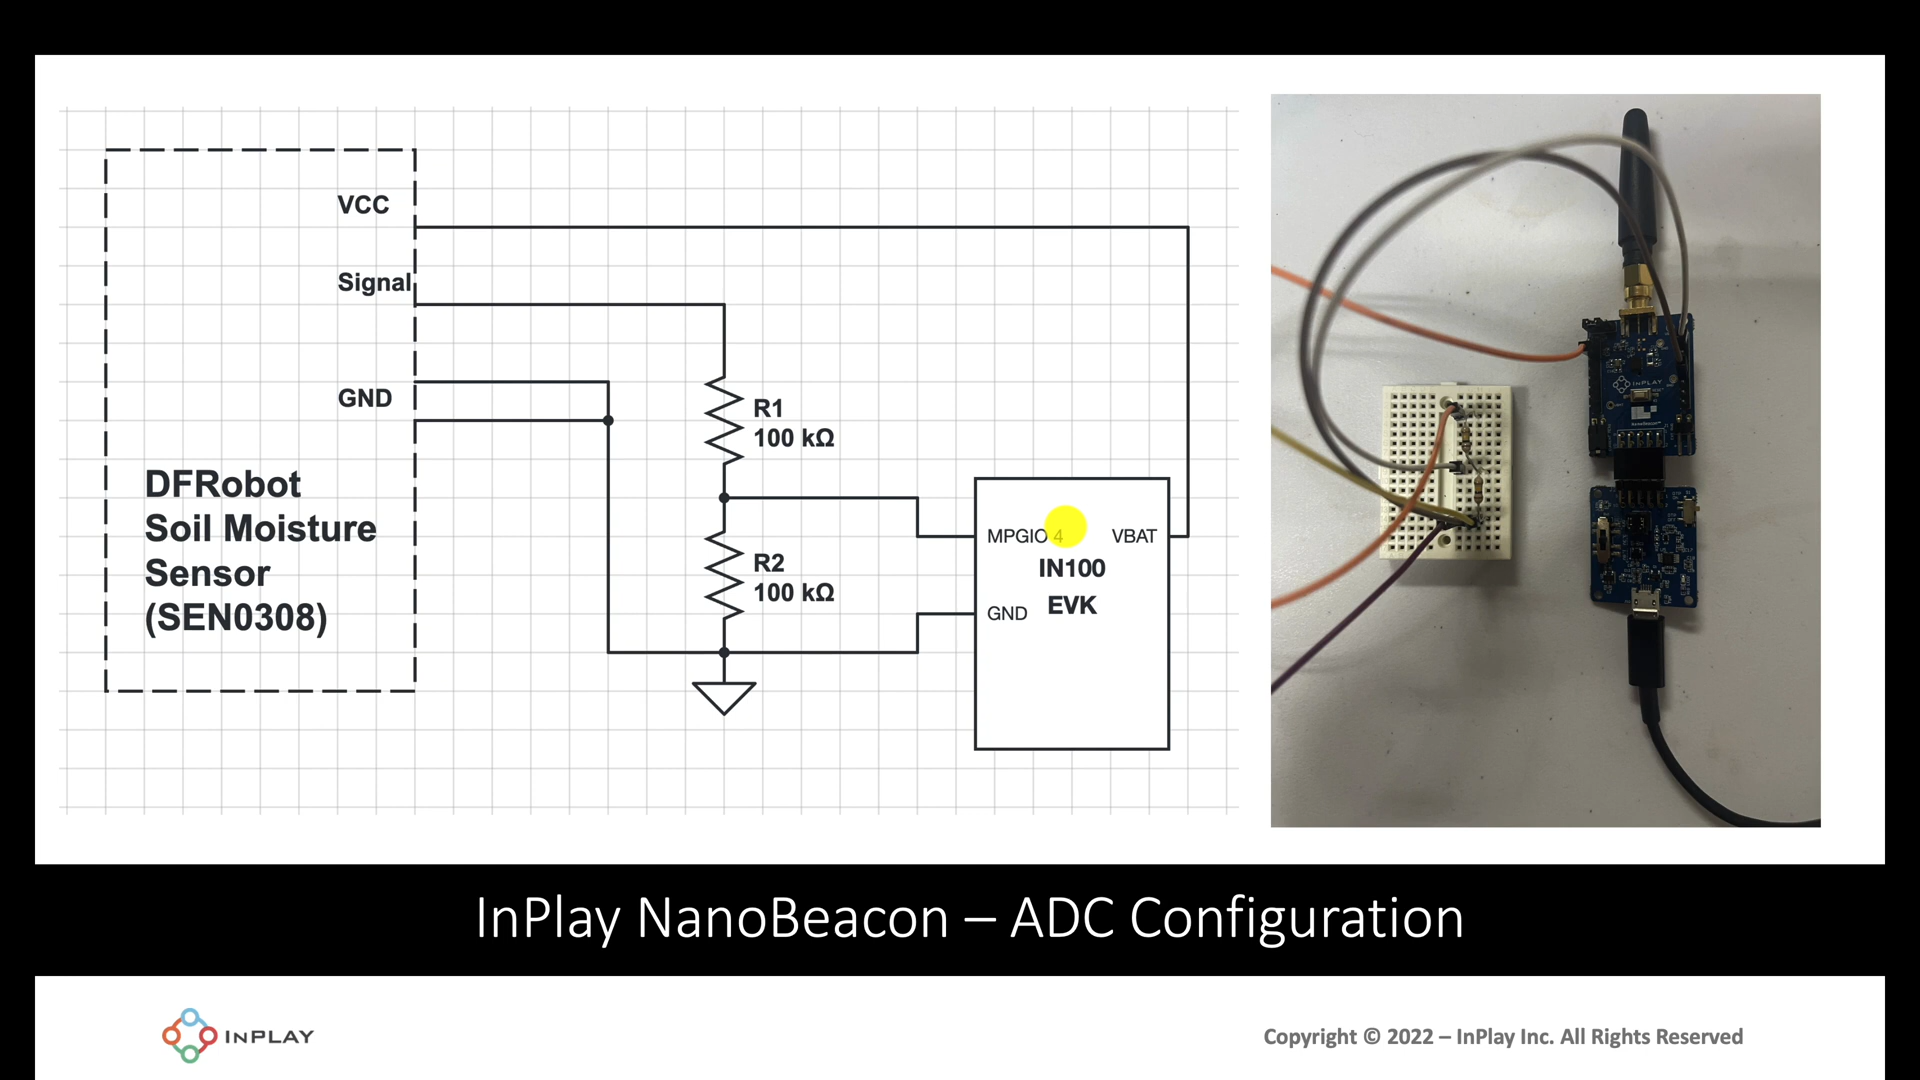 VCC
Signal
GND
DFRobot
Soil Moisture
Sensor
(SEN0308)
R1
100 kΩ
R2
100 kΩ
MPGIO 4
VBAT
IN100
EVK
GND
INPLAY
InPlay NanoBeacon – ADC Configuration
INPLAY
Copyright © 2022 – InPlay Inc. All Rights Reserved